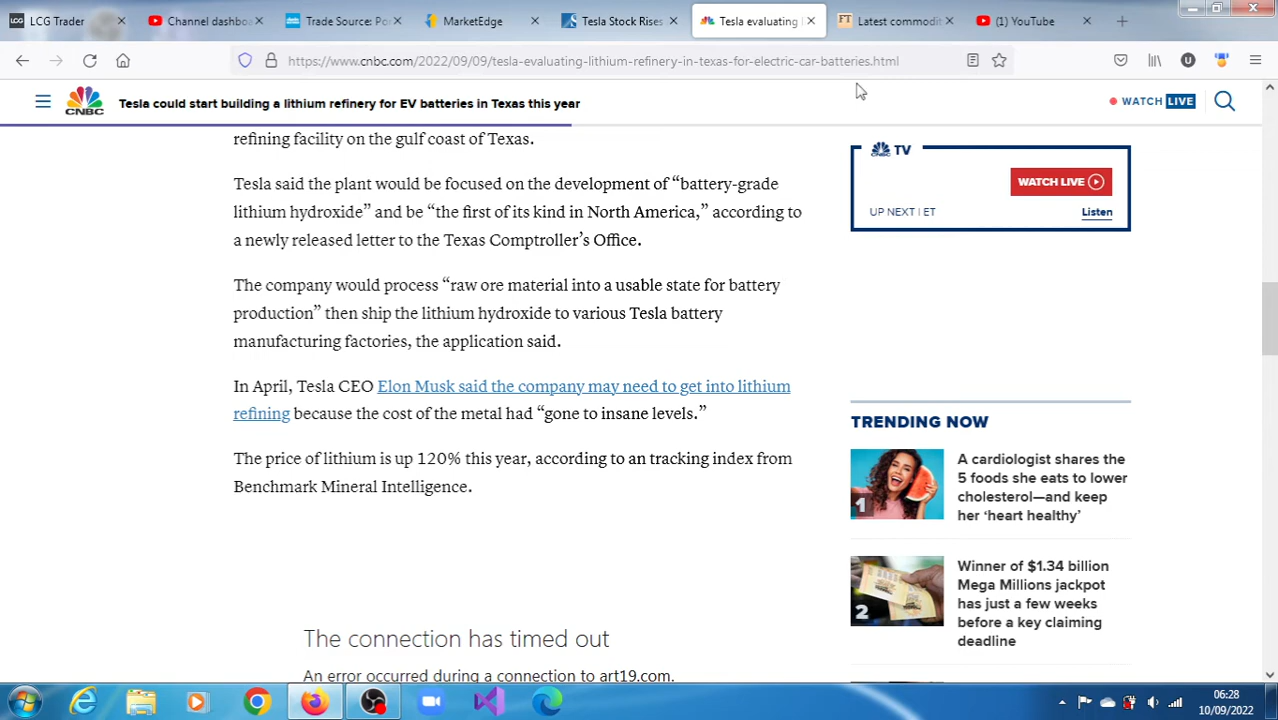 LCG Trader
Channel dashboa
Trade Source: Po
MarketEdge
Tesla Stock Rises
Tesla evaluating
FT
Latest commodit
(1) YouTube
https://www.cnbc.com/2022/09/09/tesla-evaluating-lithium-refinery-in-texas-for-electric-car-batteries.html
U
CNBC
Tesla could start building a lithium refinery for EV batteries in Texas this year
WATCH LIVE
refining facility on the gulf coast of Texas.
Tesla said the plant would be focused on the development of “battery-grade
lithium hydroxide” and be “the first of its kind in North America,” according to
a newly released letter to the Texas Comptroller’s Office.
The company would process “raw ore material into a usable state for battery
production” then ship the lithium hydroxide to various Tesla battery
manufacturing factories, the application said.
In April, Tesla CEO Elon Musk said the company may need to get into lithium
refining because the cost of the metal had “gone to insane levels.”
The price of lithium is up 120% this year, according to an tracking index from
Benchmark Mineral Intelligence.
The connection has timed out
An error occurred during a connection to art19.com.
CNBC TV
WATCH LIVE
UP NEXT | ET
Listen
TRENDING NOW
1
A cardiologist shares the
5 foods she eats to lower
cholesterol—and keep
her ‘heart healthy’
2
Winner of $1.34 billion
Mega Millions jackpot
has just a few weeks
before a key claiming
deadline
06:28
10/09/2022